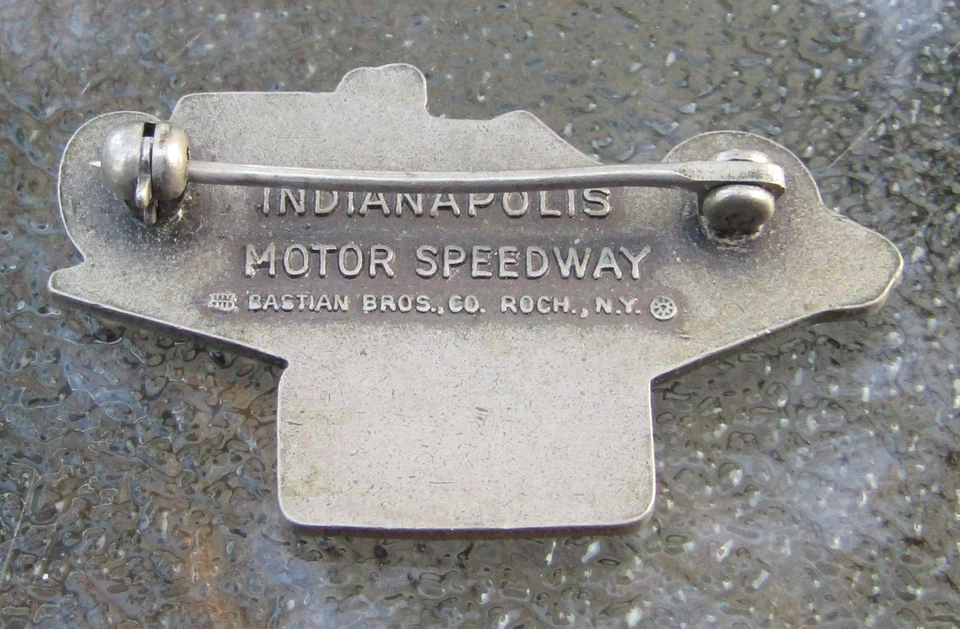 INDIANAPOLIS
MOTOR SPEEDWAY
BASTIAN BROS., CO. ROCH., N.Y.